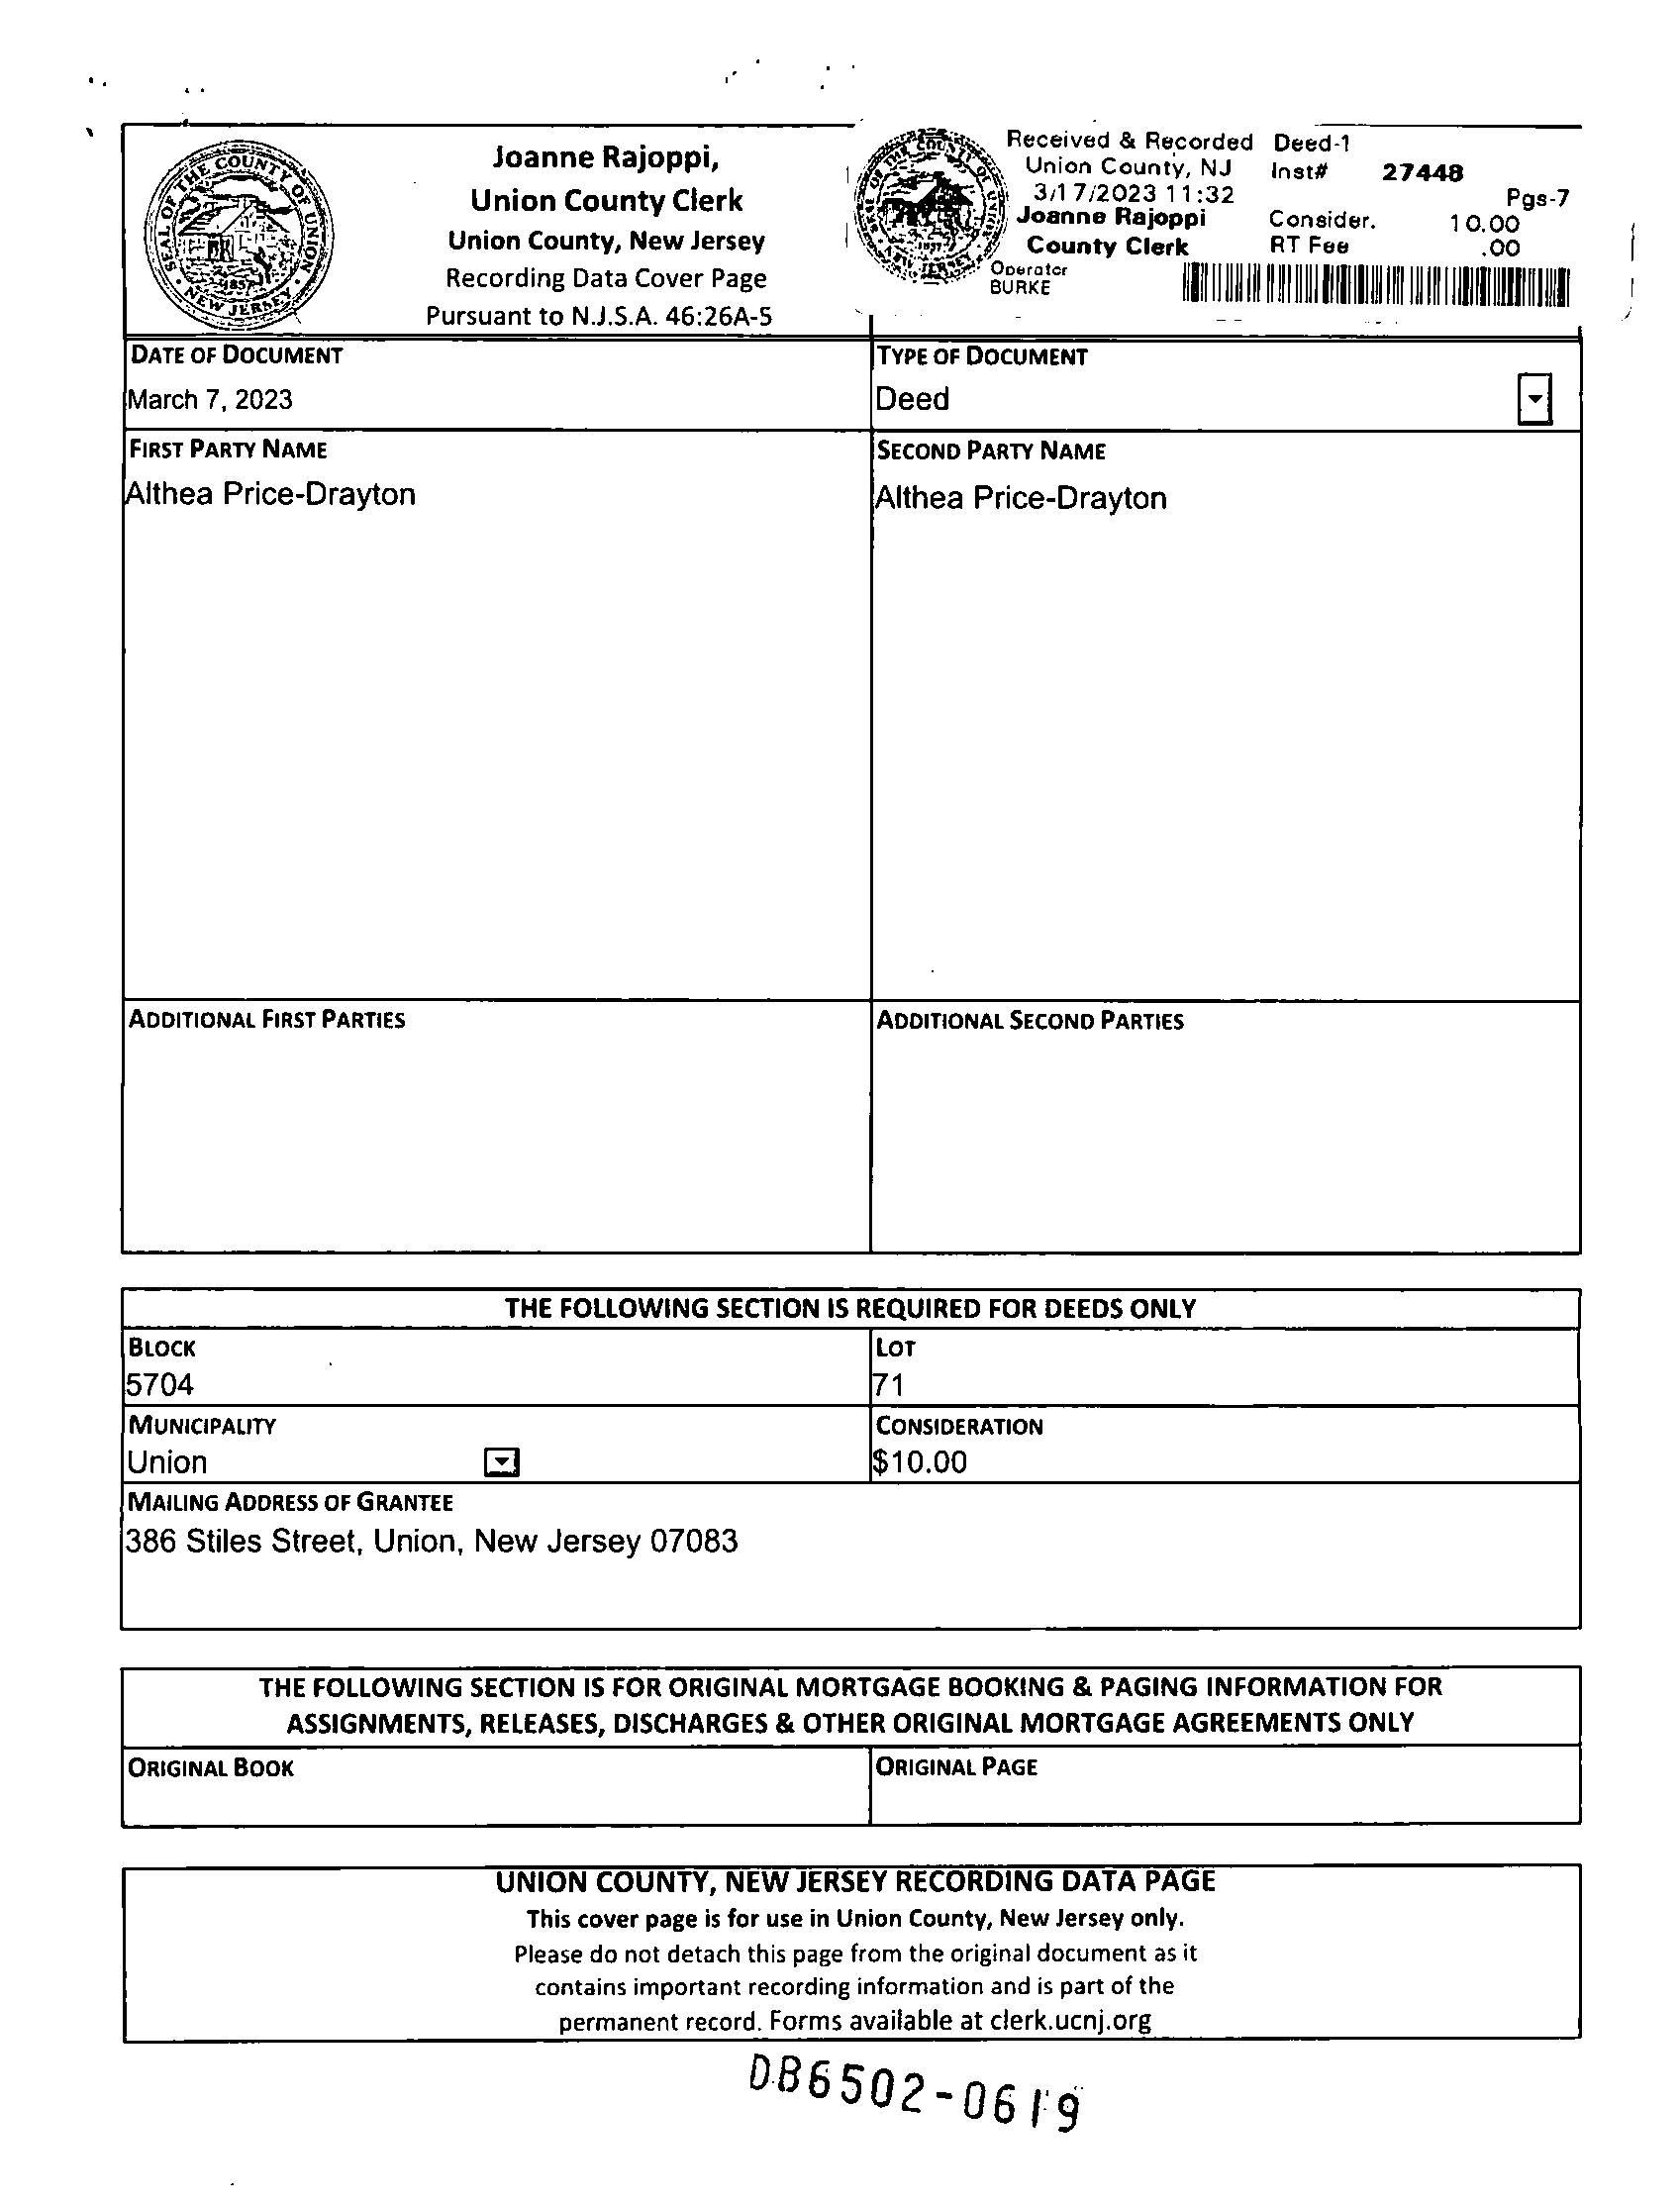 SEAL OF THE COUNTY OF UNION
1857
NEW JERSEY
Joanne Rajoppi,
Union County Clerk
Union County, New Jersey
Recording Data Cover Page
Pursuant to N.J.S.A. 46:26A-5
Received & Recorded Deed-1
Union County, NJ Inst# 27448
3/17/2023 11:32 Pgs-7
Joanne Rajoppi Consider. 10.00
County Clerk RT Fee .00
Operator
BURKE
DATE OF DOCUMENT
March 7, 2023
TYPE OF DOCUMENT
Deed
FIRST PARTY NAME
Althea Price-Drayton
SECOND PARTY NAME
Althea Price-Drayton
ADDITIONAL FIRST PARTIES
ADDITIONAL SECOND PARTIES
THE FOLLOWING SECTION IS REQUIRED FOR DEEDS ONLY
BLOCK
5704
LOT
71
MUNICIPALITY
Union
CONSIDERATION
$10.00
MAILING ADDRESS OF GRANTEE
386 Stiles Street, Union, New Jersey 07083
THE FOLLOWING SECTION IS FOR ORIGINAL MORTGAGE BOOKING & PAGING INFORMATION FOR
ASSIGNMENTS, RELEASES, DISCHARGES & OTHER ORIGINAL MORTGAGE AGREEMENTS ONLY
ORIGINAL BOOK
ORIGINAL PAGE
UNION COUNTY, NEW JERSEY RECORDING DATA PAGE
This cover page is for use in Union County, New Jersey only.
Please do not detach this page from the original document as it
contains important recording information and is part of the
permanent record. Forms available at clerk.ucnj.org
DB6502-0619